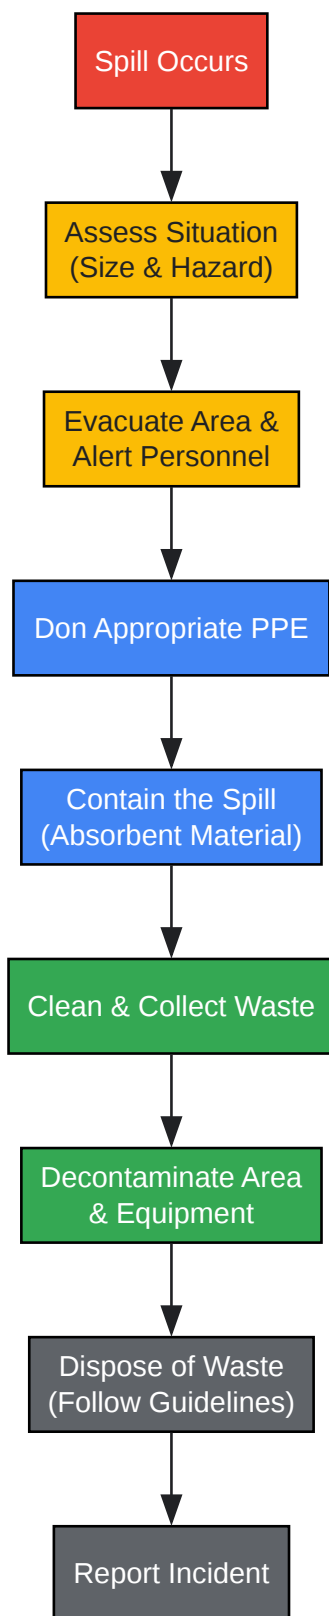 Spill Occurs
Assess Situation
(Size & Hazard)
Evacuate Area &
Alert Personnel
Don Appropriate PPE
Contain the Spill
(Absorbent Material)
Clean & Collect Waste
Decontaminate Area
& Equipment
Dispose of Waste
(Follow Guidelines)
Report Incident